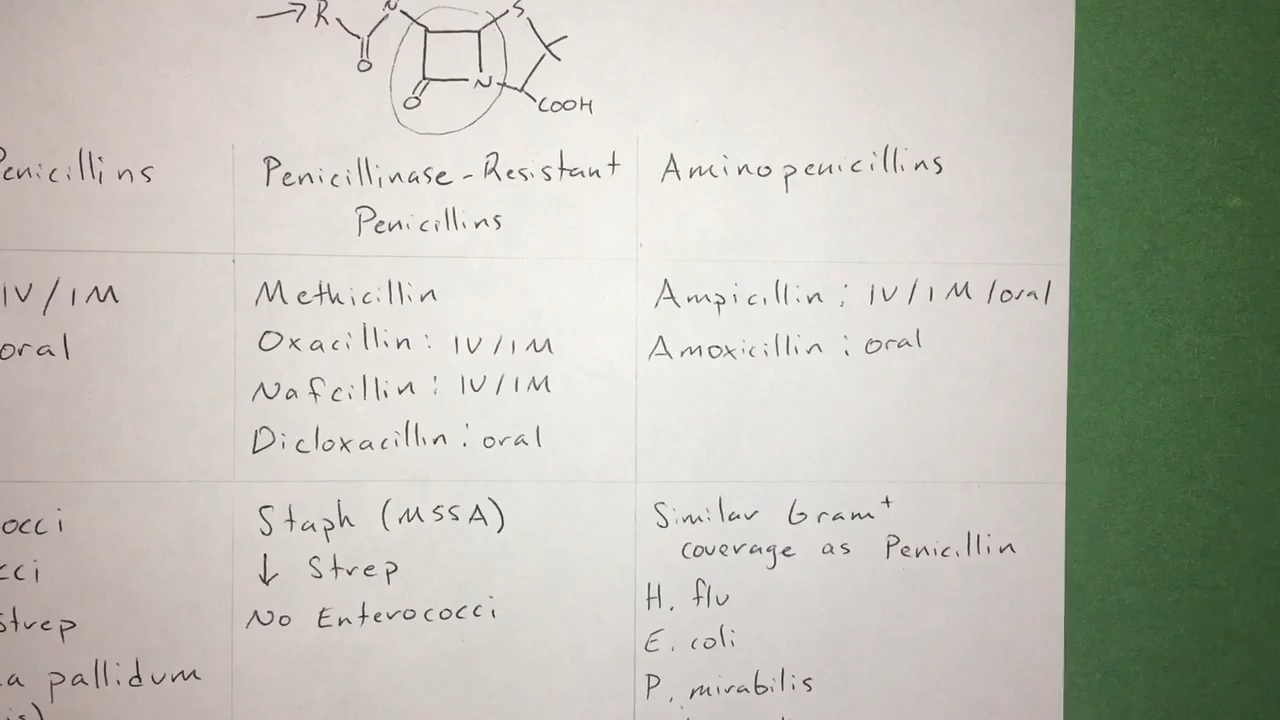 → R N S
O N
O COOH
Penicillins Penicillinase-Resistant Aminopenicillins
Penicillins
IV/IM Methicillin Ampicillin: IV/IM/oral
oral Oxacillin: IV/IM Amoxicillin: oral
Nafcillin: IV/IM
Dicloxacillin: oral
occi Staph (MSSA) Similar Gram+
↓ Strep coverage as Penicillin
cci No Enterococci H. flu
Strep E. coli
a pallidum P. mirabilis
is)